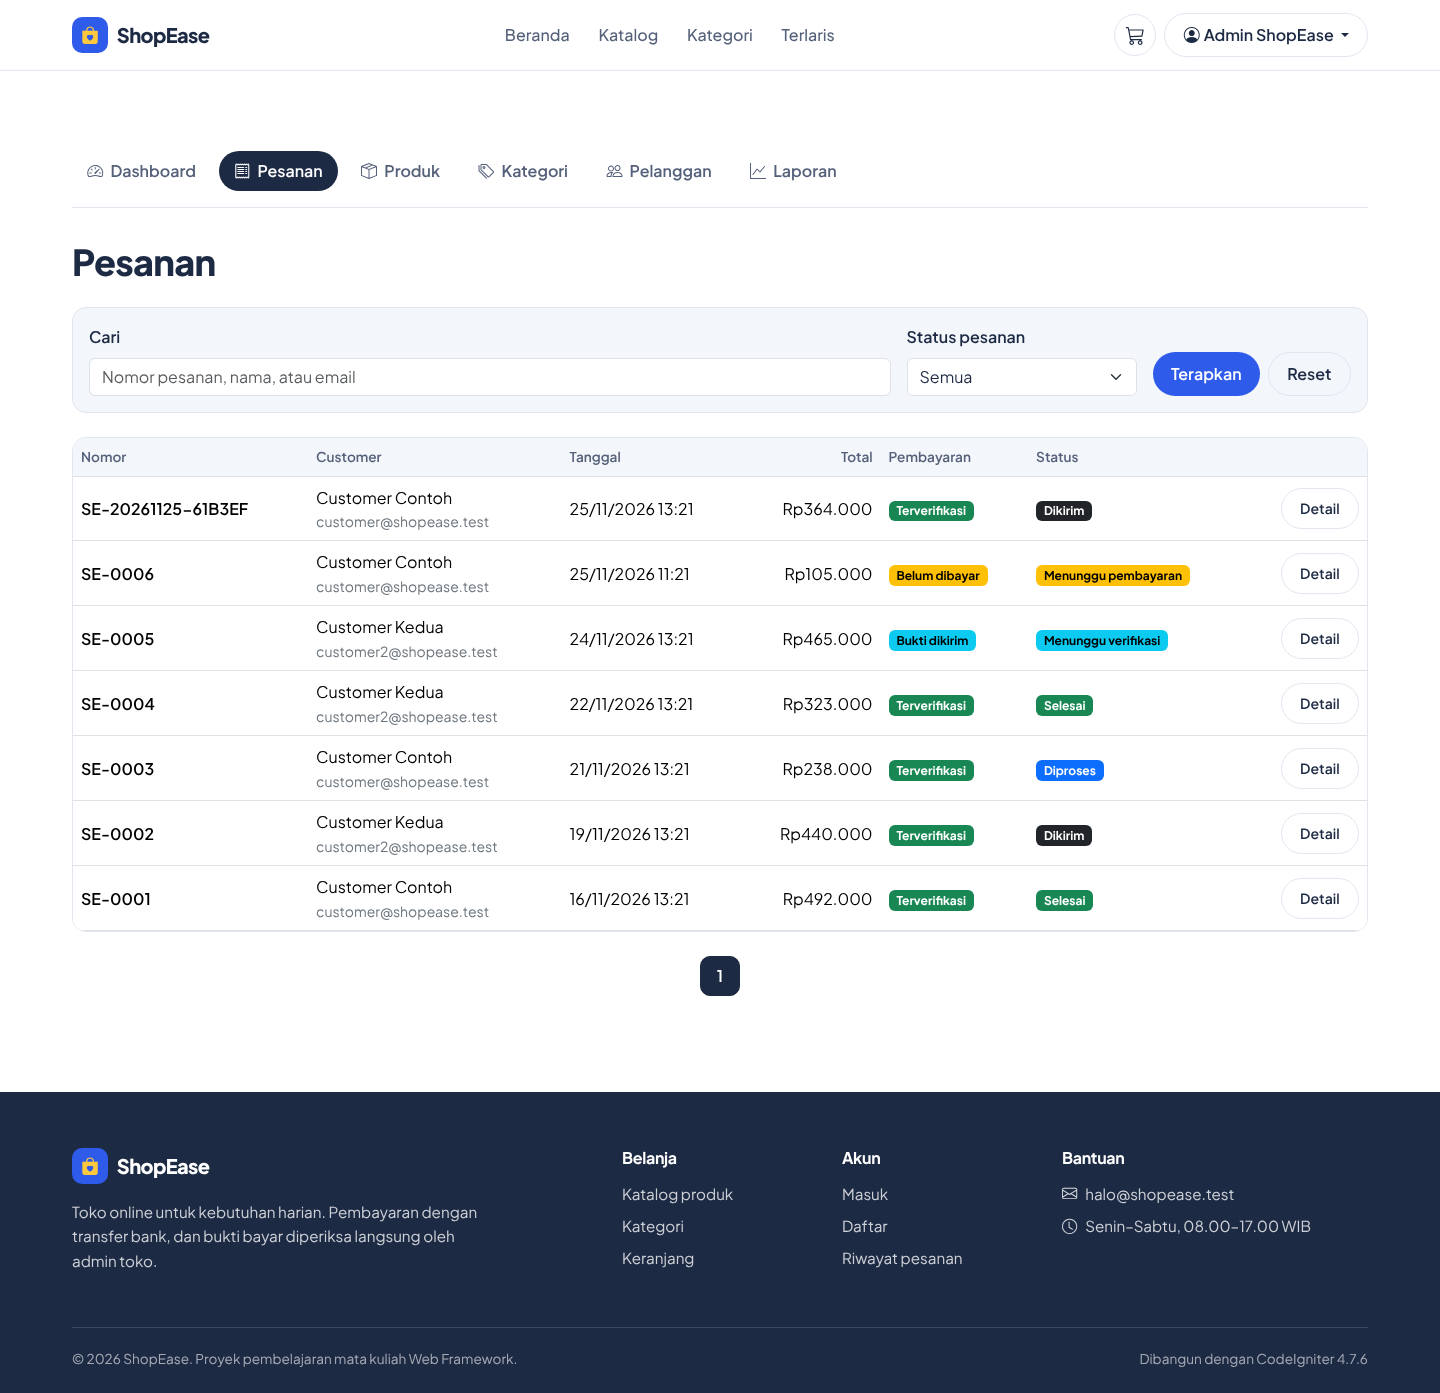 ShopEase
Beranda Katalog Kategori Terlaris
Admin ShopEase
Dashboard Pesanan Produk Kategori Pelanggan Laporan
Pesanan
Cari Status pesanan
Nomor pesanan, nama, atau email Semua Terapkan Reset
Nomor Customer Tanggal Total Pembayaran Status
SE-20261125-61B3EF Customer Contoh 25/11/2026 13:21 Rp364.000 Terverifikasi Dikirim Detail
customer@shopease.test
SE-0006 Customer Contoh 25/11/2026 11:21 Rp105.000 Belum dibayar Menunggu pembayaran Detail
customer@shopease.test
SE-0005 Customer Kedua 24/11/2026 13:21 Rp465.000 Bukti dikirim Menunggu verifikasi Detail
customer2@shopease.test
SE-0004 Customer Kedua 22/11/2026 13:21 Rp323.000 Terverifikasi Selesai Detail
customer2@shopease.test
SE-0003 Customer Contoh 21/11/2026 13:21 Rp238.000 Terverifikasi Diproses Detail
customer@shopease.test
SE-0002 Customer Kedua 19/11/2026 13:21 Rp440.000 Terverifikasi Dikirim Detail
customer2@shopease.test
SE-0001 Customer Contoh 16/11/2026 13:21 Rp492.000 Terverifikasi Selesai Detail
customer@shopease.test
1
ShopEase
Toko online untuk kebutuhan harian. Pembayaran dengan
transfer bank, dan bukti bayar diperiksa langsung oleh
admin toko.
Belanja
Katalog produk
Kategori
Keranjang
Akun
Masuk
Daftar
Riwayat pesanan
Bantuan
halo@shopease.test
Senin–Sabtu, 08.00–17.00 WIB
© 2026 ShopEase. Proyek pembelajaran mata kuliah Web Framework.
Dibangun dengan CodeIgniter 4.7.6